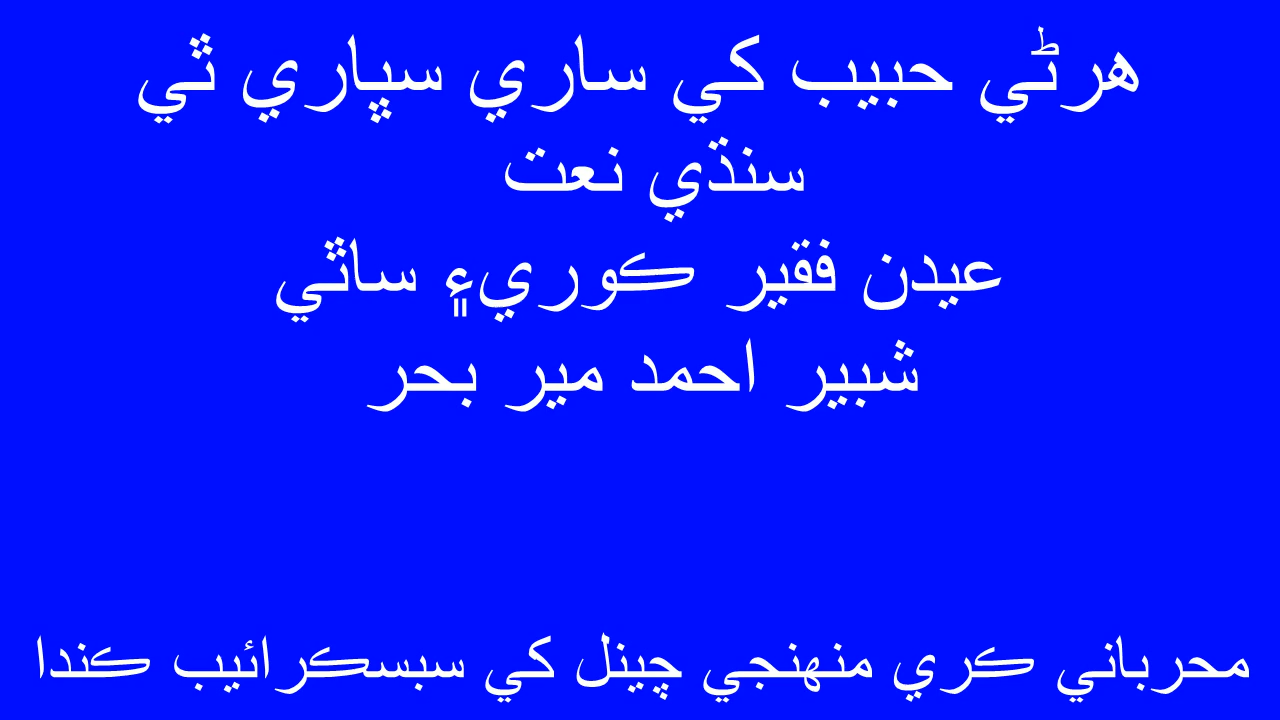 هرڻي حبيب کي ساري سپاري ٿي
سنڌي نعت
عيدن فقير ڪوري۽ ساٿي
شبير احمد مير بحر
محرباني ڪري منهنجي چينل کي سبسڪرائيب ڪندا